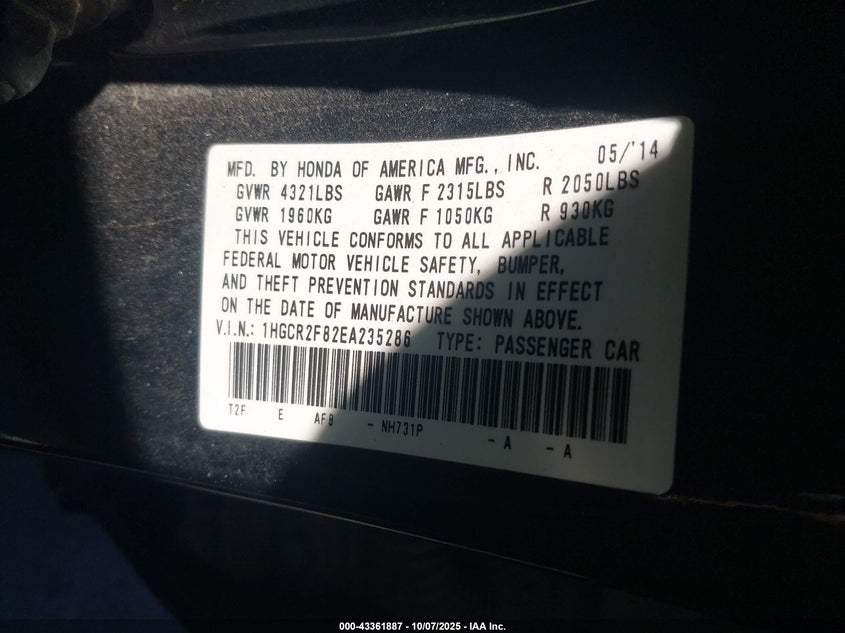 MFD. BY HONDA OF AMERICA MFG., INC. 05/'14
GVWR 4321LBS GAWR F 2315LBS R 2050LBS
GVWR 1960KG GAWR F 1050KG R 930KG
THIS VEHICLE CONFORMS TO ALL APPLICABLE
FEDERAL MOTOR VEHICLE SAFETY, BUMPER,
AND THEFT PREVENTION STANDARDS IN EFFECT
ON THE DATE OF MANUFACTURE SHOWN ABOVE.
V.I.N.: 1HGCR2F82EA235286 TYPE: PASSENGER CAR
T2F E AF8 - NH731P - A - A
000-43361887 - 10/07/2025 - IAA Inc.